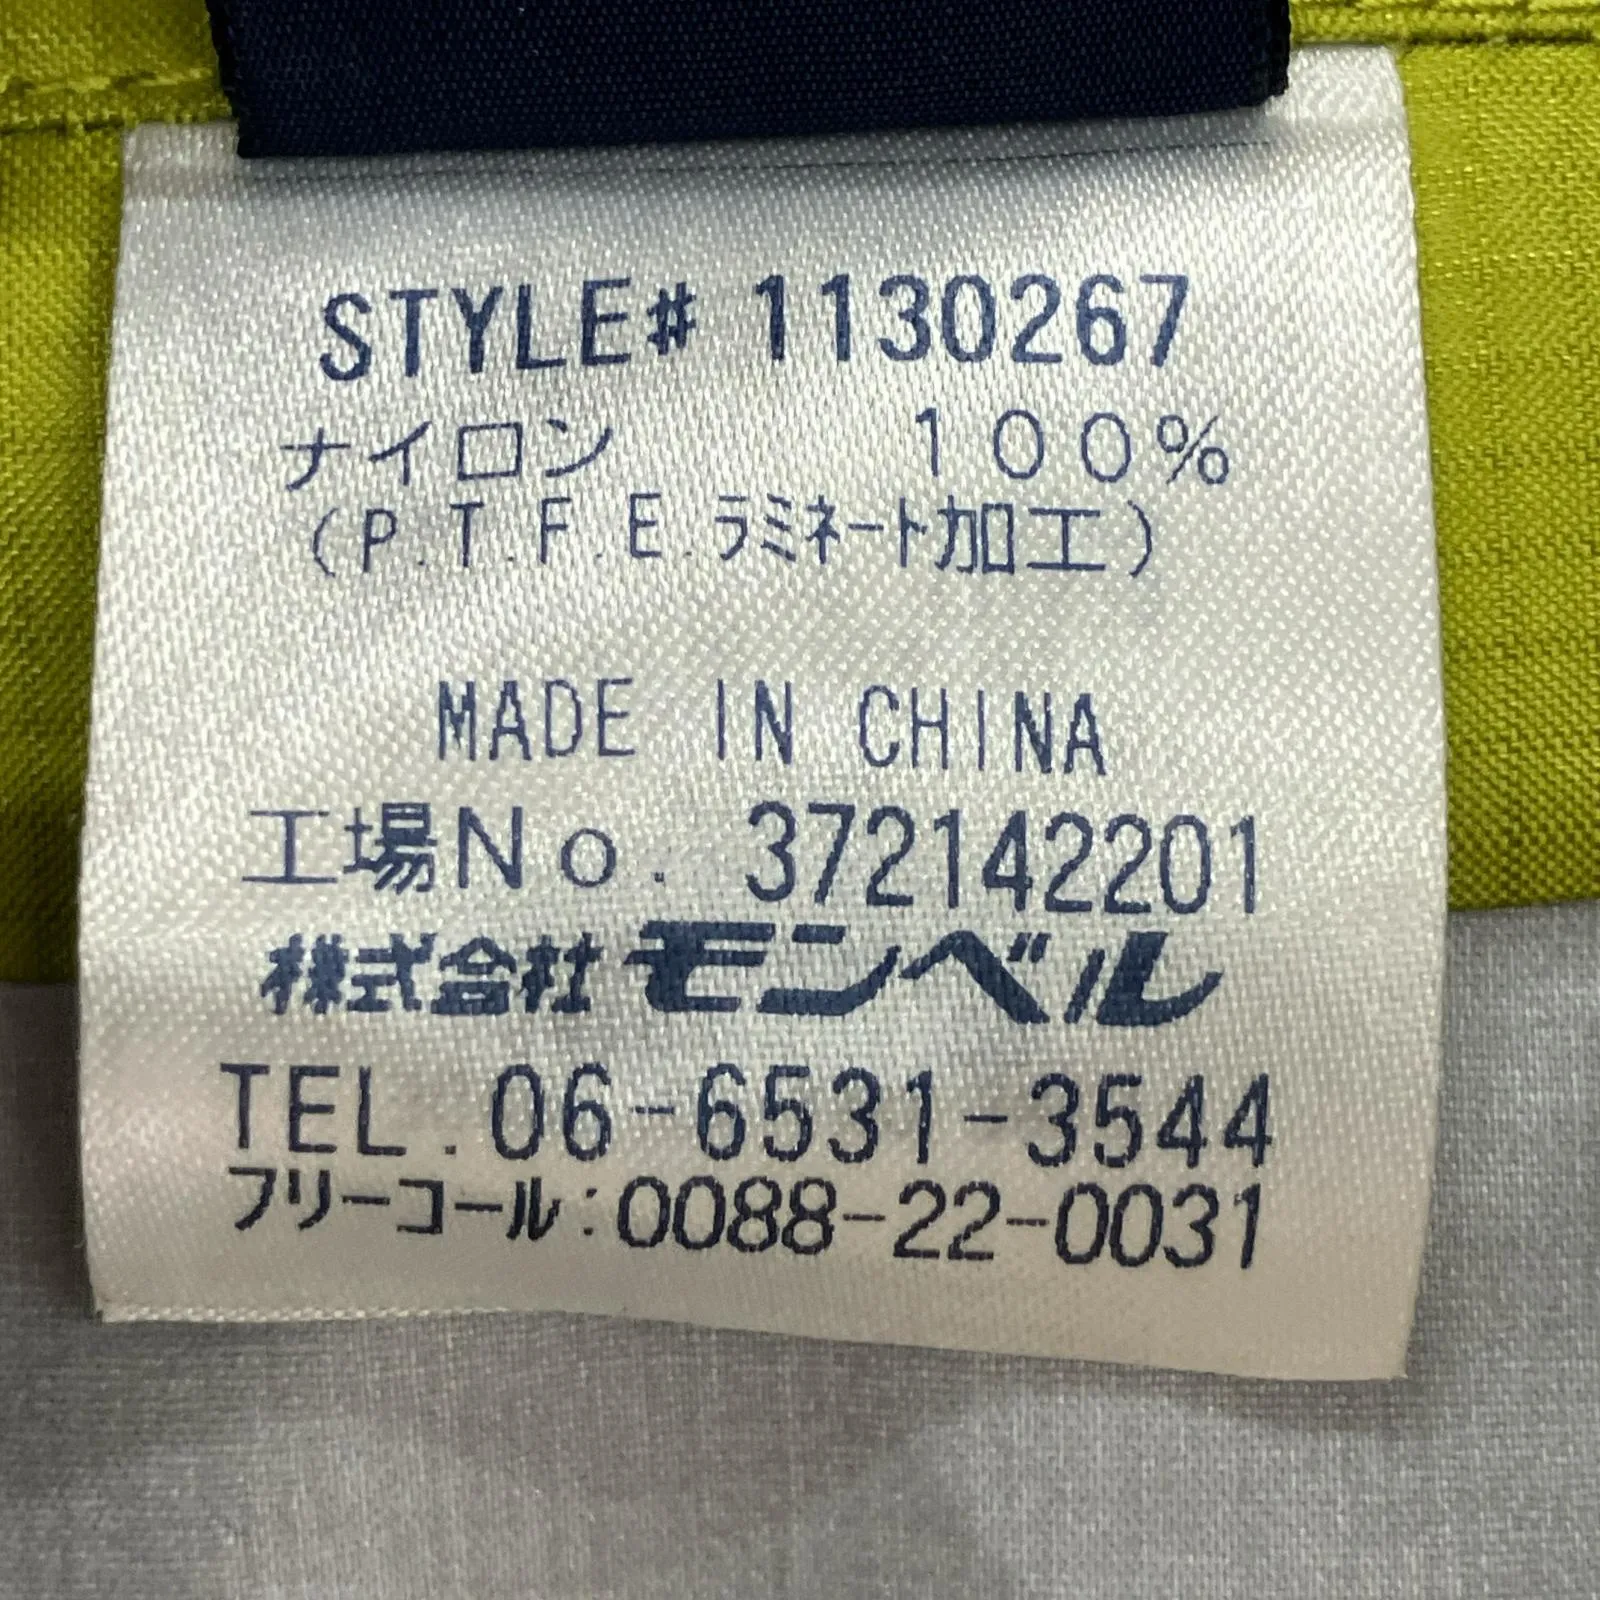 STYLE# 1130267
ナイロン 100%
(P.T.F.E.ラミネート加工)
MADE IN CHINA
工場No. 372142201
株式会社モンベル
TEL. 06-6531-3544
フリーコール:0088-22-0031